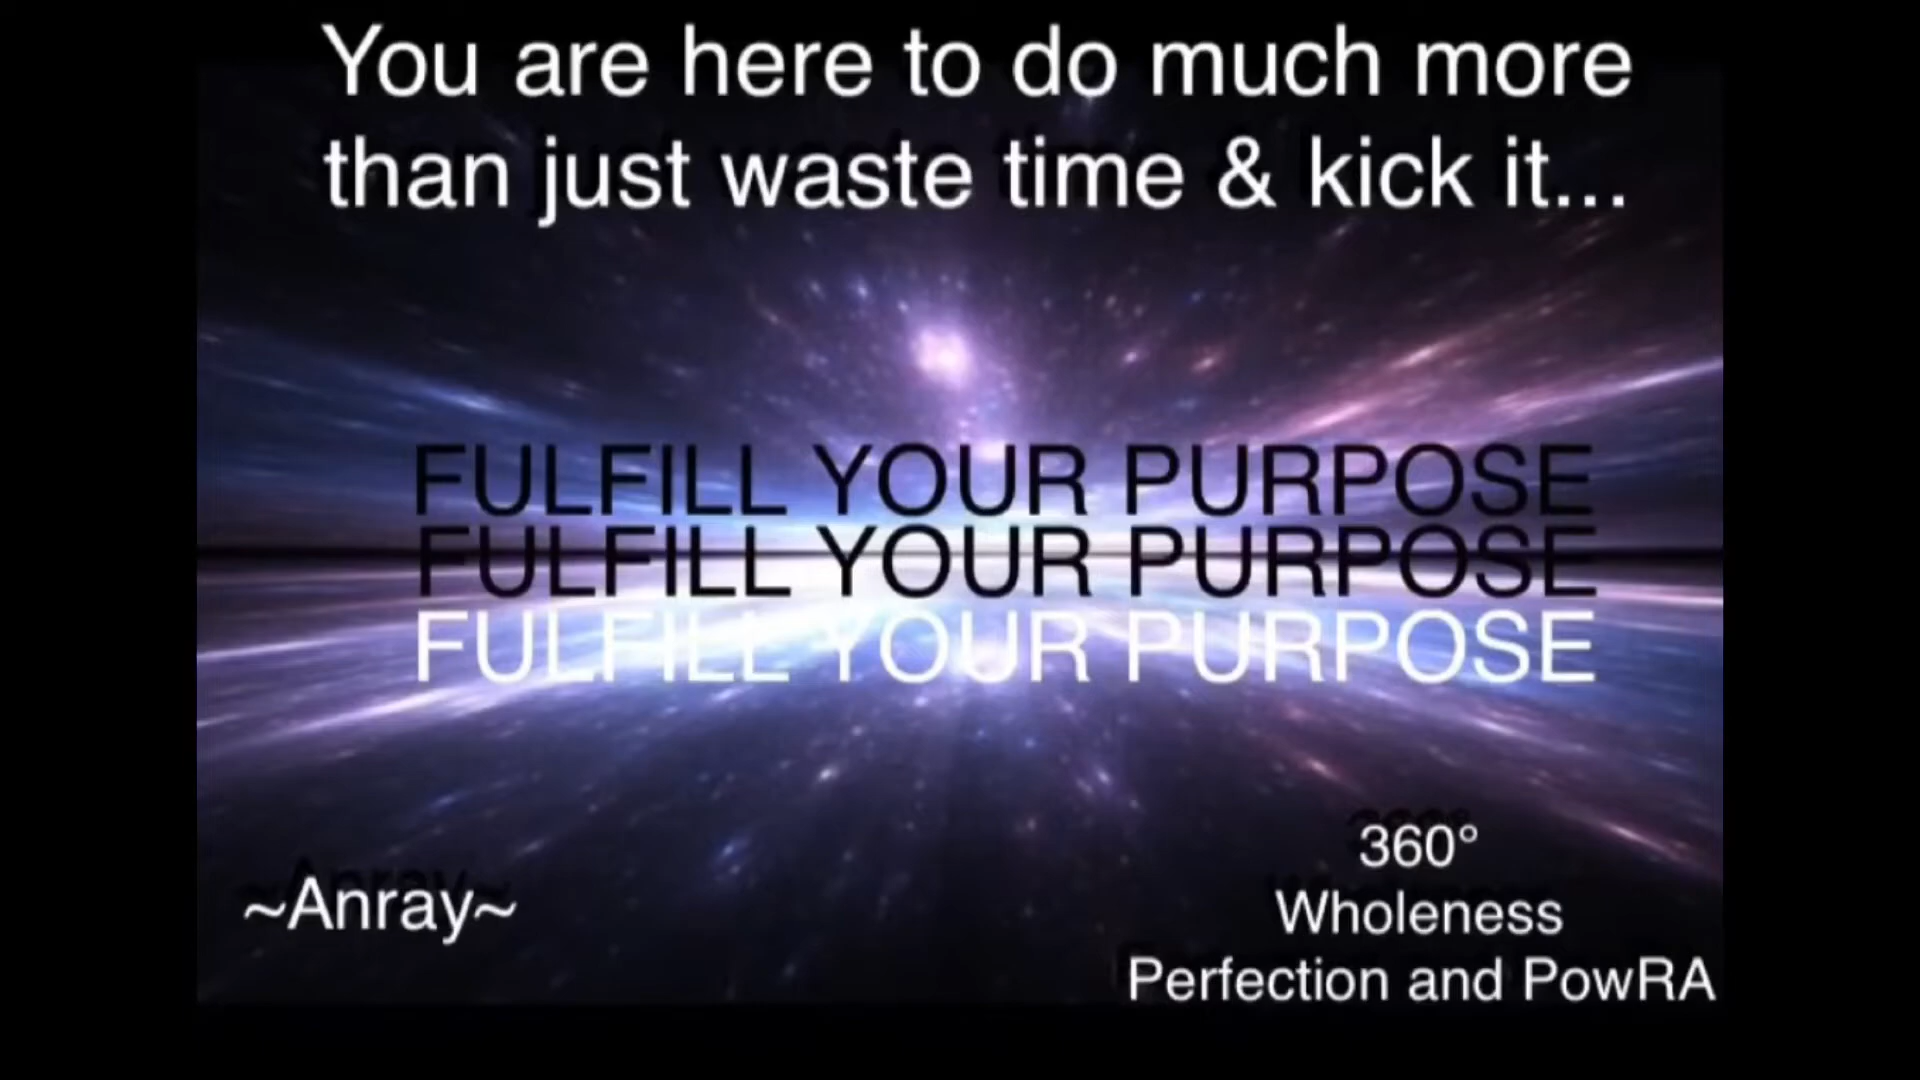 You are here to do much more
than just waste time & kick it...
FULFILL YOUR PURPOSE
FULFILL YOUR PURPOSE
FULFILL YOUR PURPOSE
~Anray~
360°
Wholeness
Perfection and PowRA